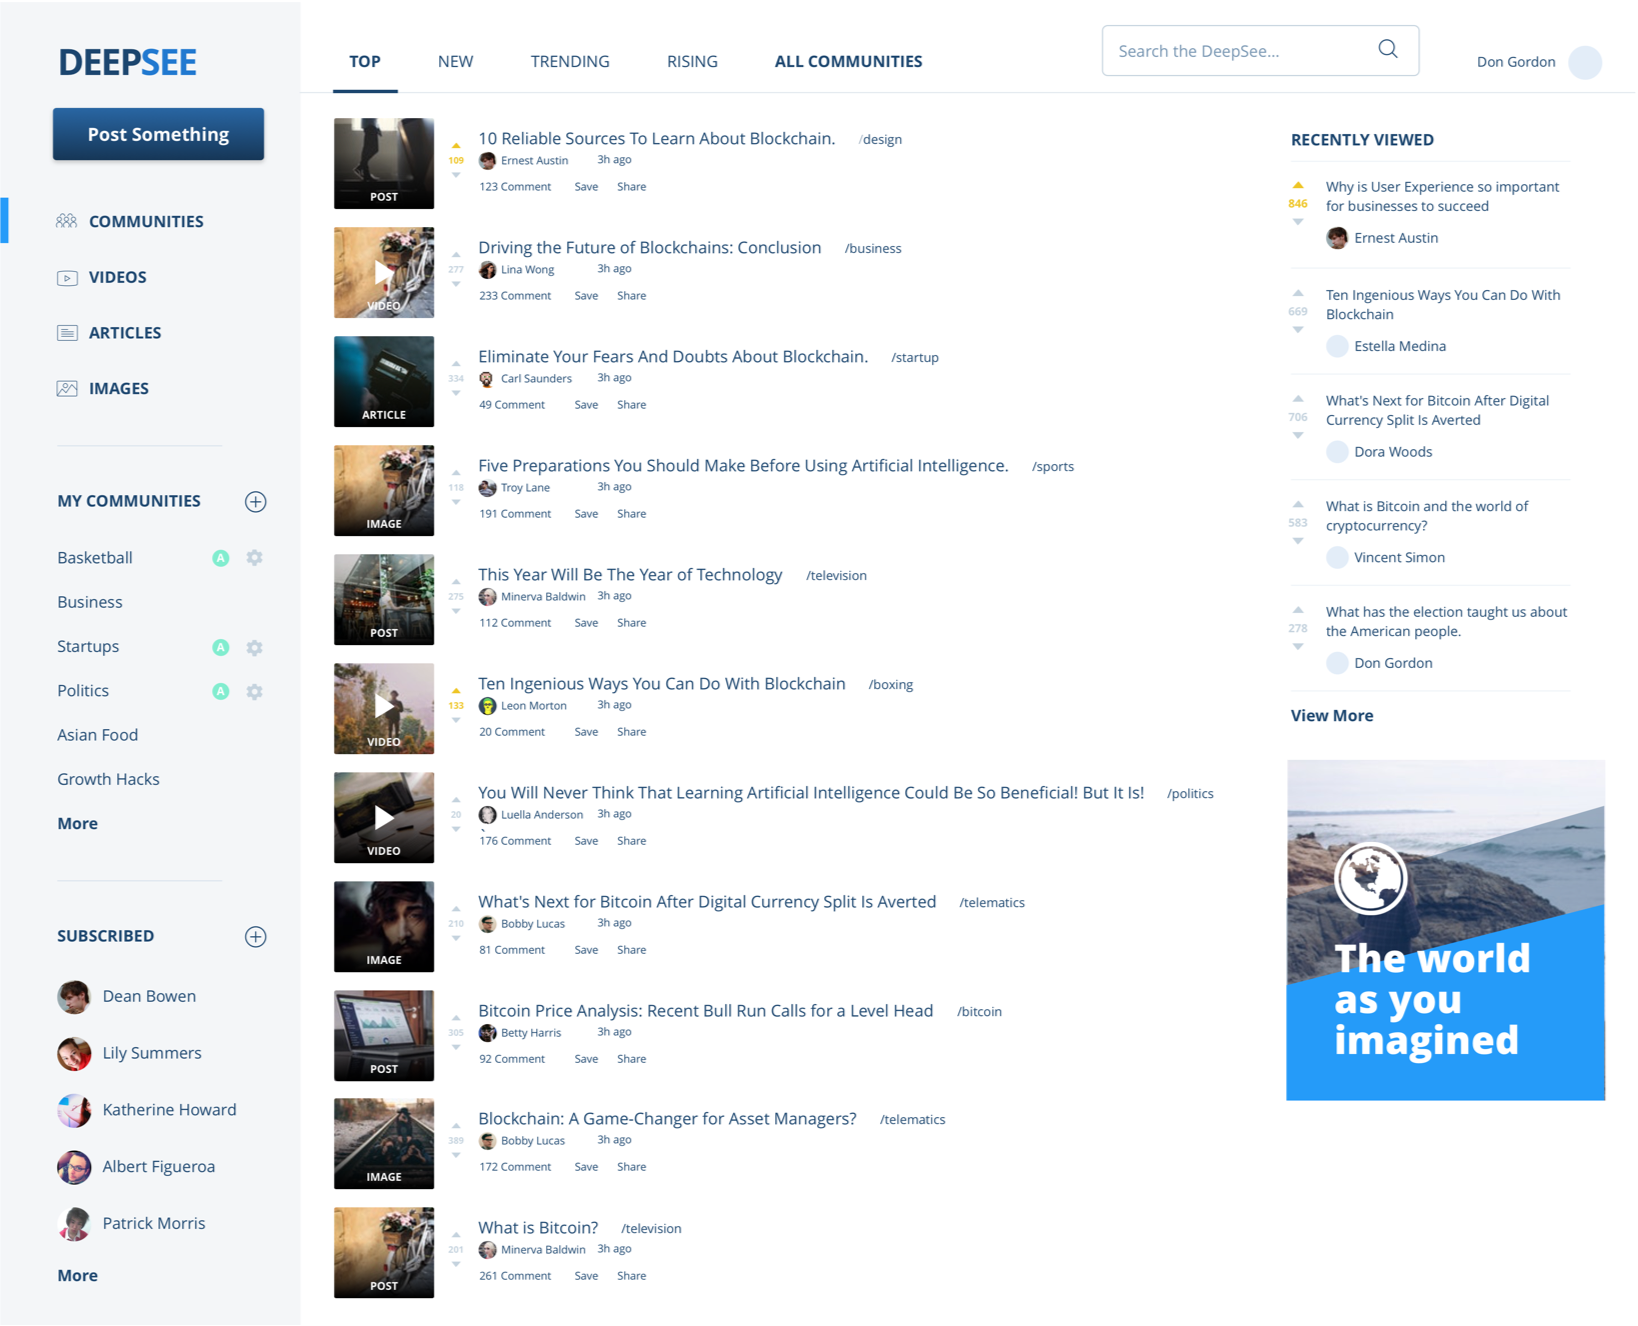 DEEPSEE
Post Something
COMMUNITIES
VIDEOS
ARTICLES
IMAGES
MY COMMUNITIES
Basketball A
Business
Startups A
Politics A
Asian Food
Growth Hacks
More
SUBSCRIBED
Dean Bowen
Lily Summers
Katherine Howard
Albert Figueroa
Patrick Morris
More
TOP NEW TRENDING RISING ALL COMMUNITIES
Search the DeepSee...
Don Gordon
POST
109
10 Reliable Sources To Learn About Blockchain. /design
Ernest Austin 3h ago
123 Comment Save Share
VIDEO
277
Driving the Future of Blockchains: Conclusion /business
Lina Wong 3h ago
233 Comment Save Share
ARTICLE
334
Eliminate Your Fears And Doubts About Blockchain. /startup
Carl Saunders 3h ago
49 Comment Save Share
IMAGE
118
Five Preparations You Should Make Before Using Artificial Intelligence. /sports
Troy Lane 3h ago
191 Comment Save Share
POST
275
This Year Will Be The Year of Technology /television
Minerva Baldwin 3h ago
112 Comment Save Share
VIDEO
133
Ten Ingenious Ways You Can Do With Blockchain /boxing
Leon Morton 3h ago
20 Comment Save Share
VIDEO
20
You Will Never Think That Learning Artificial Intelligence Could Be So Beneficial! But It Is! /politics
Luella Anderson 3h ago
176 Comment Save Share
IMAGE
210
What's Next for Bitcoin After Digital Currency Split Is Averted /telematics
Bobby Lucas 3h ago
81 Comment Save Share
POST
305
Bitcoin Price Analysis: Recent Bull Run Calls for a Level Head /bitcoin
Betty Harris 3h ago
92 Comment Save Share
IMAGE
389
Blockchain: A Game-Changer for Asset Managers? /telematics
Bobby Lucas 3h ago
172 Comment Save Share
POST
201
What is Bitcoin? /television
Minerva Baldwin 3h ago
261 Comment Save Share
RECENTLY VIEWED
846
Why is User Experience so important
for businesses to succeed
Ernest Austin
669
Ten Ingenious Ways You Can Do With
Blockchain
Estella Medina
706
What's Next for Bitcoin After Digital
Currency Split Is Averted
Dora Woods
583
What is Bitcoin and the world of
cryptocurrency?
Vincent Simon
278
What has the election taught us about
the American people.
Don Gordon
View More
The world
as you
imagined